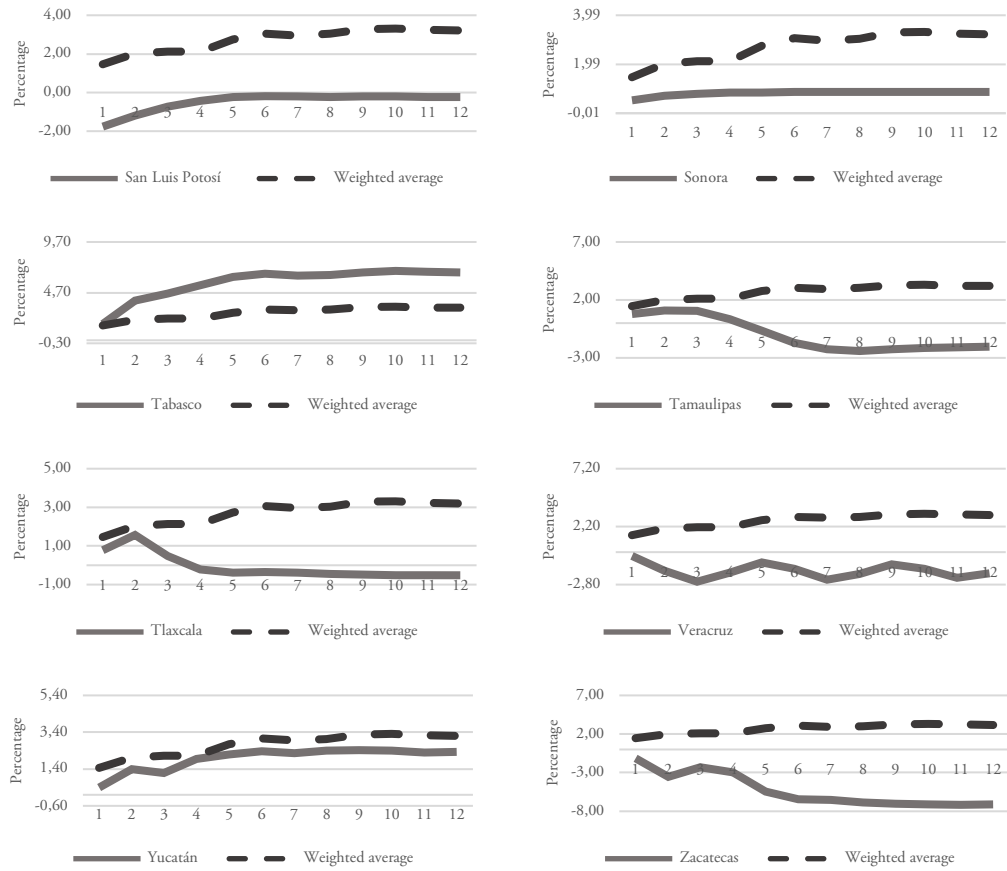 4,00
2,00
0,00
-2,00
Percentage
1 2 3 4 5 6 7 8 9 10 11 12
San Luis Potosí Weighted average
3,99
1,99
-0,01
Percentage
1 2 3 4 5 6 7 8 9 10 11 12
Sonora Weighted average
9,70
4,70
-0,30
Percentage
1 2 3 4 5 6 7 8 9 10 11 12
Tabasco Weighted average
7,00
2,00
-3,00
Percentage
1 2 3 4 5 6 7 8 9 10 11 12
Tamaulipas Weighted average
5,00
3,00
1,00
-1,00
Percentage
1 2 3 4 5 6 7 8 9 10 11 12
Tlaxcala Weighted average
7,20
2,20
-2,80
Percentage
1 2 3 4 5 6 7 8 9 10 11 12
Veracruz Weighted average
5,40
3,40
1,40
-0,60
Percentage
1 2 3 4 5 6 7 8 9 10 11 12
Yucatán Weighted average
7,00
2,00
-3,00
-8,00
Percentage
1 2 3 4 5 6 7 8 9 10 11 12
Zacatecas Weighted average